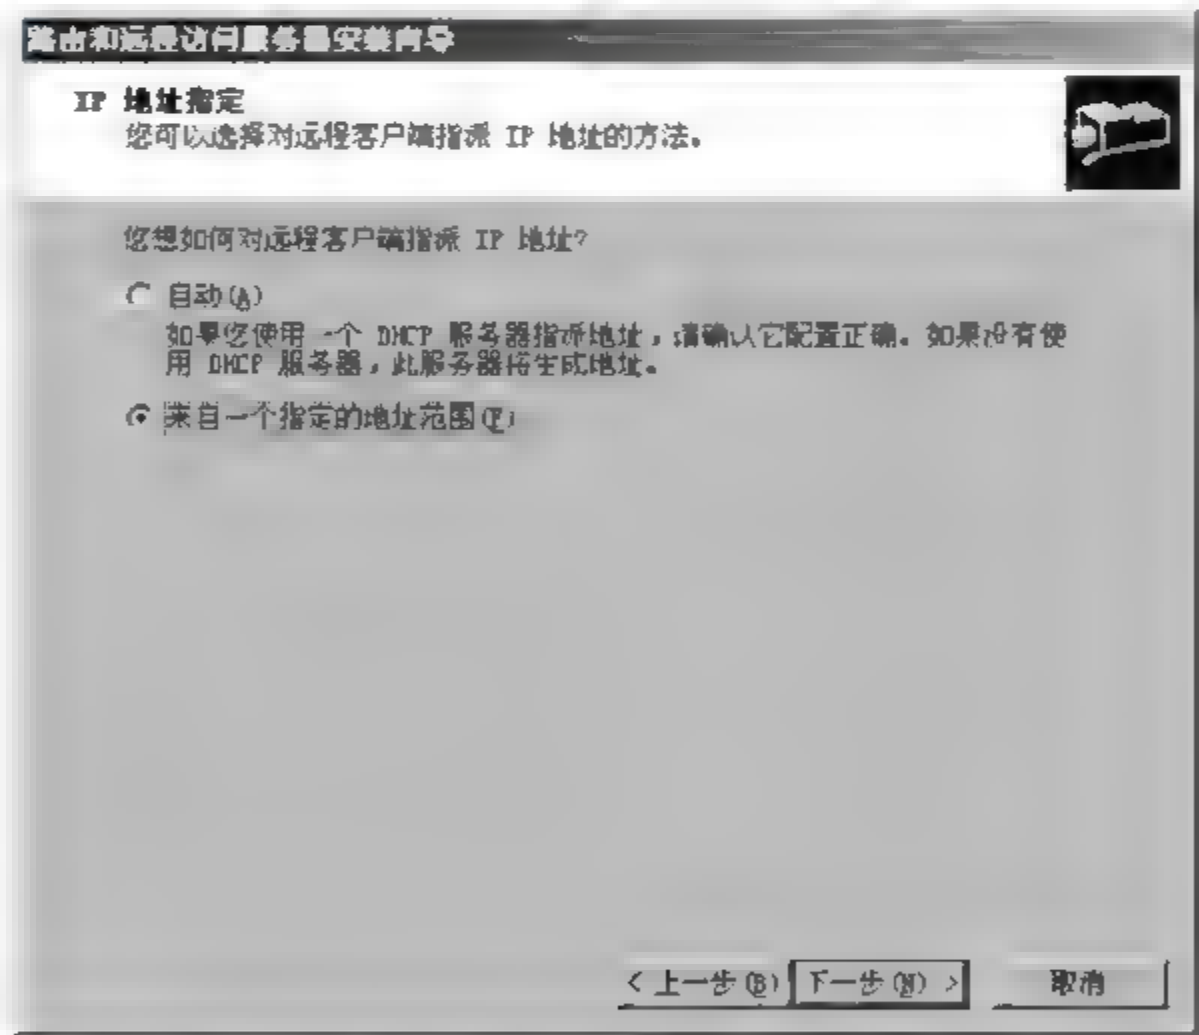 路由和远程访问服务器安装向导
IP 地址指定
您可以选择对远程客户端指派 IP 地址的方法。
您想如何对远程客户端指派 IP 地址?
自动(A)
如果您使用一个 DHCP 服务器指派地址，请确认它配置正确。如果没有使
用 DHCP 服务器，此服务器将生成地址。
来自一个指定的地址范围(F)
< 上一步(B) 下一步(N) > 取消